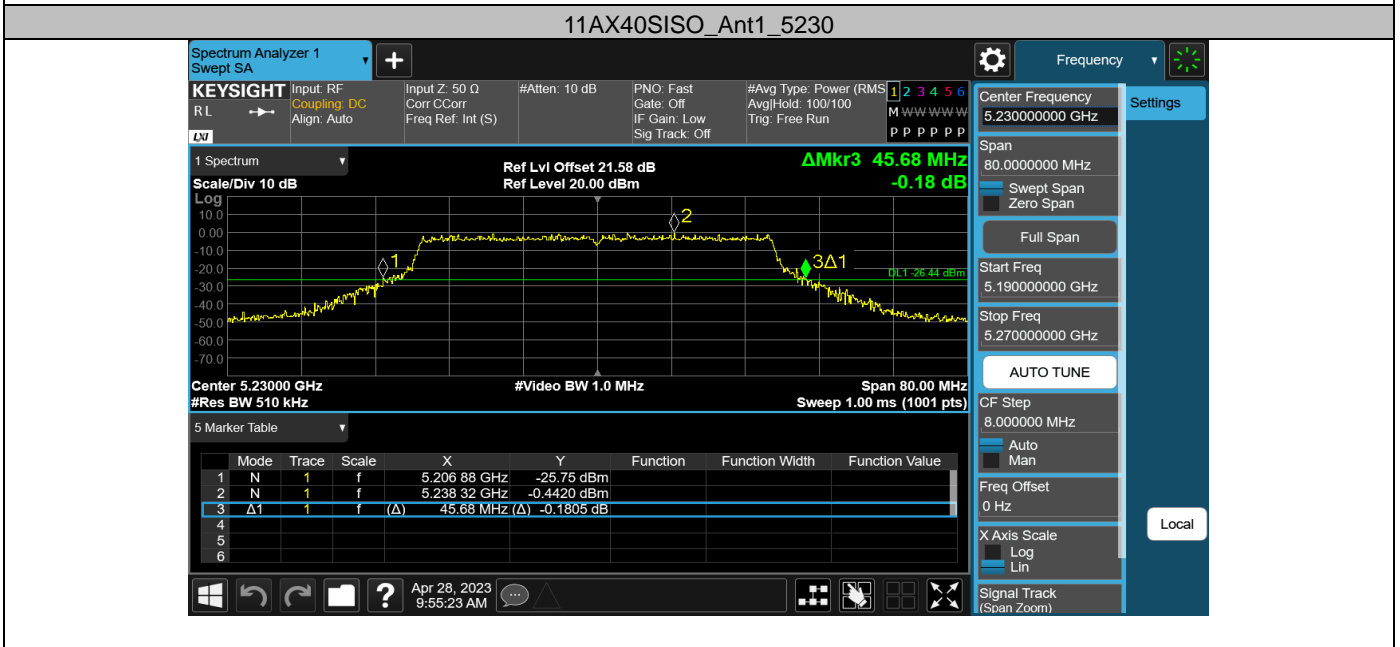 11AX40SISO_Ant1_5230
Spectrum Analyzer 1
Swept SA
+
Frequency
KEYSIGHT
RL
LXI
Input: RF
Coupling: DC
Align: Auto
Input Z: 50 Ω
Corr CCorr
Freq Ref: Int (S)
#Atten: 10 dB
PNO: Fast
Gate: Off
IF Gain: Low
Sig Track: Off
#Avg Type: Power (RMS
Avg|Hold: 100/100
Trig: Free Run
1 2 3 4 5 6
M W W W W W
P P P P P P
1 Spectrum
Scale/Div 10 dB
Ref Lvl Offset 21.58 dB
Ref Level 20.00 dBm
ΔMkr3 45.68 MHz
-0.18 dB
Log
10.0
0.00
-10.0
-20.0
-30.0
-40.0
-50.0
-60.0
-70.0
1
2
3Δ1
DL1 -26.44 dBm
Center 5.23000 GHz
#Video BW 1.0 MHz
Span 80.00 MHz
#Res BW 510 kHz
Sweep 1.00 ms (1001 pts)
5 Marker Table
Mode Trace Scale X Y Function Function Width Function Value
1 N 1 f 5.206 88 GHz -25.75 dBm
2 N 1 f 5.238 32 GHz -0.4420 dBm
3 Δ1 1 f (Δ) 45.68 MHz (Δ) -0.1805 dB
4
5
6
Center Frequency
5.230000000 GHz
Settings
Span
80.0000000 MHz
Swept Span
Zero Span
Full Span
Start Freq
5.190000000 GHz
Stop Freq
5.270000000 GHz
AUTO TUNE
CF Step
8.000000 MHz
Auto
Man
Freq Offset
0 Hz
Local
X Axis Scale
Log
Lin
Signal Track
(Span Zoom)
?
Apr 28, 2023
9:55:23 AM